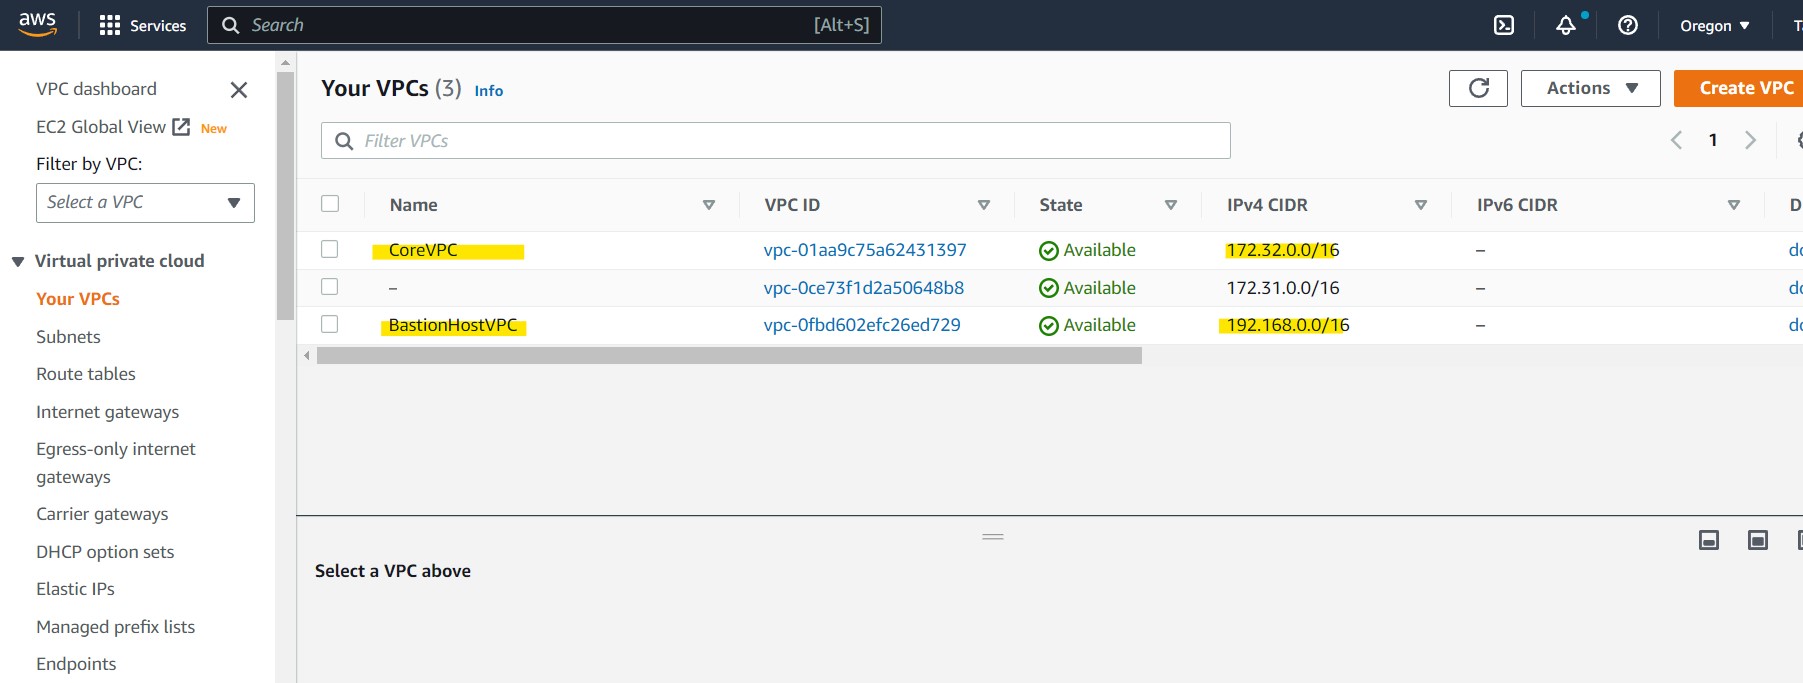 aws Services Search [Alt+S] Oregon
VPC dashboard
EC2 Global View New
Filter by VPC:
Select a VPC
Virtual private cloud
Your VPCs
Subnets
Route tables
Internet gateways
Egress-only internet
gateways
Carrier gateways
DHCP option sets
Elastic IPs
Managed prefix lists
Endpoints
Your VPCs (3) Info
Actions
Create VPC
Filter VPCs
1
Name VPC ID State IPv4 CIDR IPv6 CIDR D
CoreVPC vpc-01aa9c75a62431397 Available 172.32.0.0/16 –
– vpc-0ce73f1d2a50648b8 Available 172.31.0.0/16 –
BastionHostVPC vpc-0fbd602efc26ed729 Available 192.168.0.0/16 –
Select a VPC above